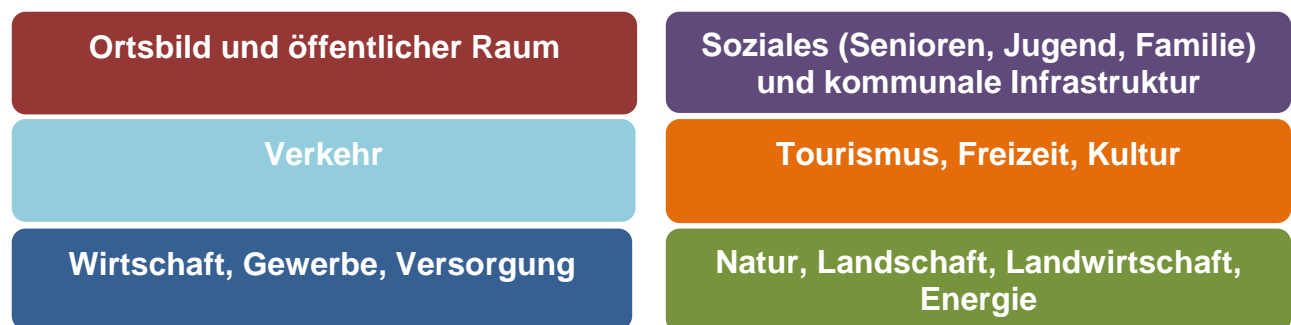 Ortsbild und öffentlicher Raum
Soziales (Senioren, Jugend, Familie)
und kommunale Infrastruktur
Verkehr
Tourismus, Freizeit, Kultur
Wirtschaft, Gewerbe, Versorgung
Natur, Landschaft, Landwirtschaft,
Energie